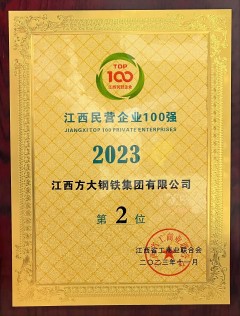 TOP
100
江西民营企业100强
JIANGXI TOP 100 PRIVATE ENTERPRISES
2023
江西方大钢铁集团有限公司
第2位
江西省工商业联合会
二〇二三年十一月